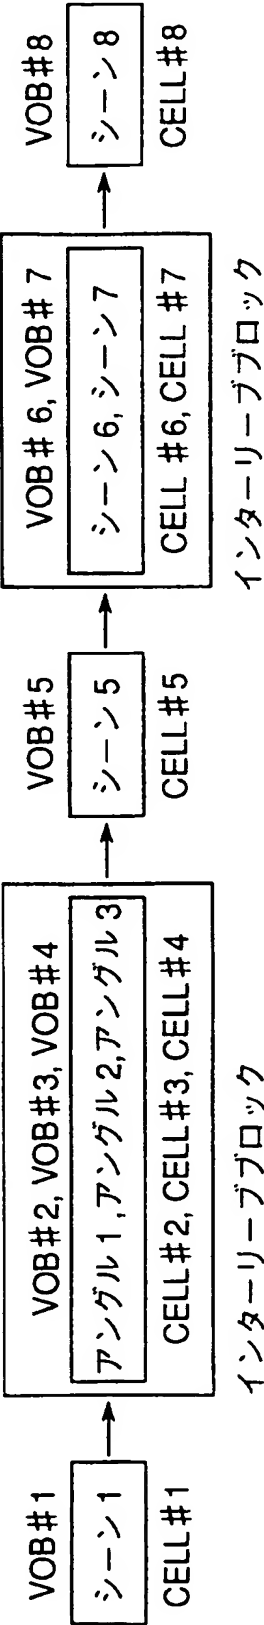 VOB#1
シーン1
CELL#1
VOB#2, VOB#3, VOB#4
アングル1,アングル2,アングル3
CELL#2, CELL#3, CELL#4
インターリーブブロック
VOB#5
シーン5
CELL#5
VOB# 6, VOB# 7
シーン6, シーン7
CELL #6, CELL #7
インターリーブブロック
VOB#8
シーン8
CELL#8